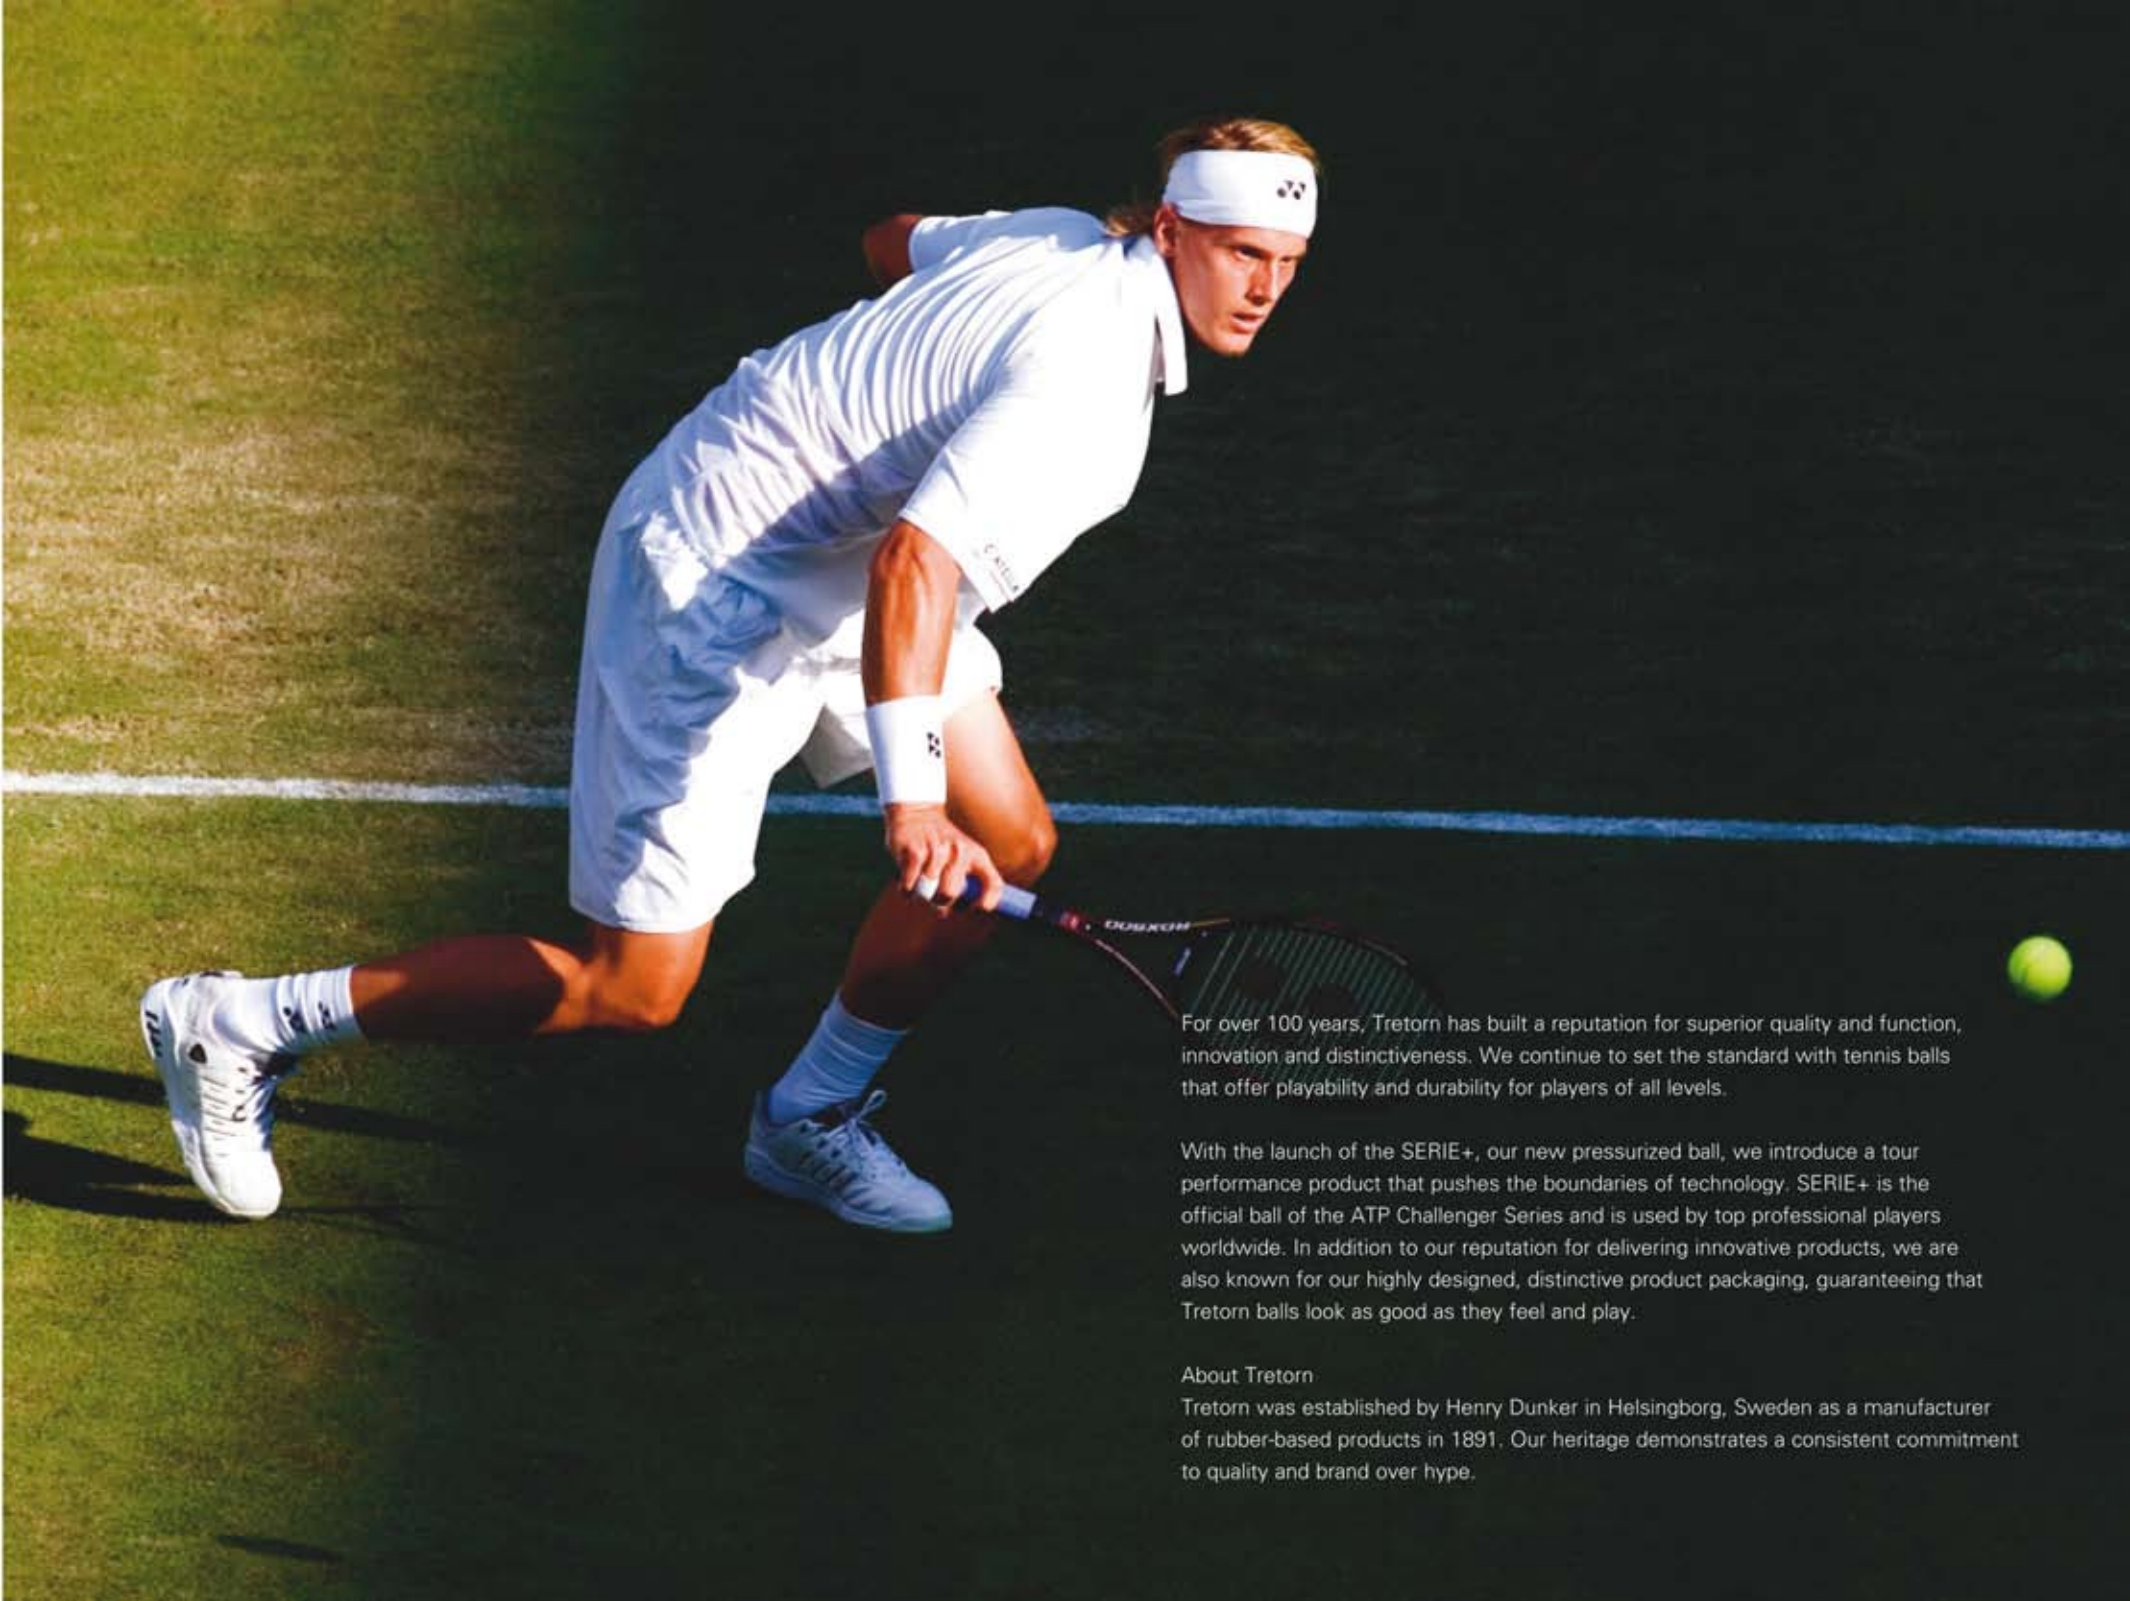 CATELLA
RDX500
For over 100 years, Tretorn has built a reputation for superior quality and function,
innovation and distinctiveness. We continue to set the standard with tennis balls
that offer playability and durability for players of all levels.
With the launch of the SERIE+, our new pressurized ball, we introduce a tour
performance product that pushes the boundaries of technology. SERIE+ is the
official ball of the ATP Challenger Series and is used by top professional players
worldwide. In addition to our reputation for delivering innovative products, we are
also known for our highly designed, distinctive product packaging, guaranteeing that
Tretorn balls look as good as they feel and play.
About Tretorn
Tretorn was established by Henry Dunker in Helsingborg, Sweden as a manufacturer
of rubber-based products in 1891. Our heritage demonstrates a consistent commitment
to quality and brand over hype.